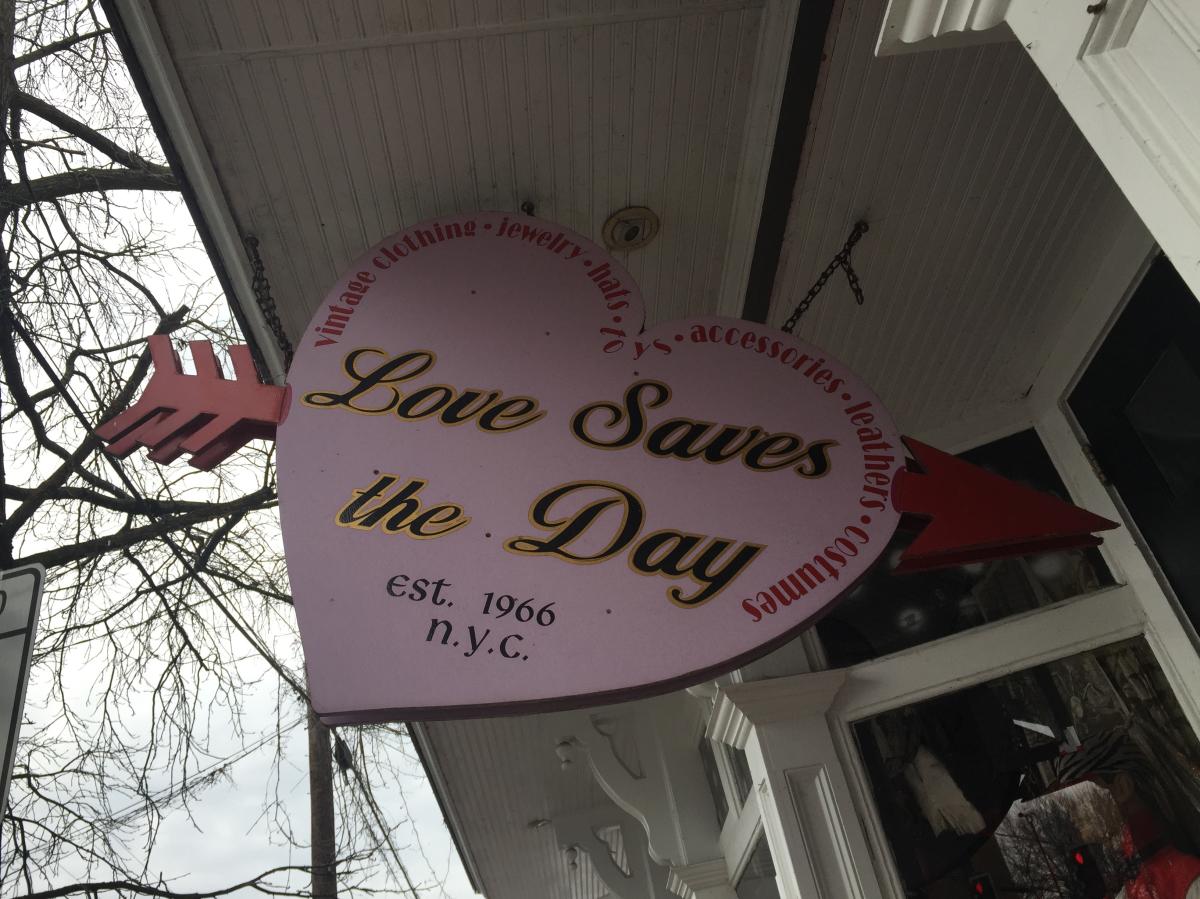 vintage clothing • jewelry • hats • toys • accessories • leathers • costumes
Love Saves
the Day
est. 1966
n.y.c.